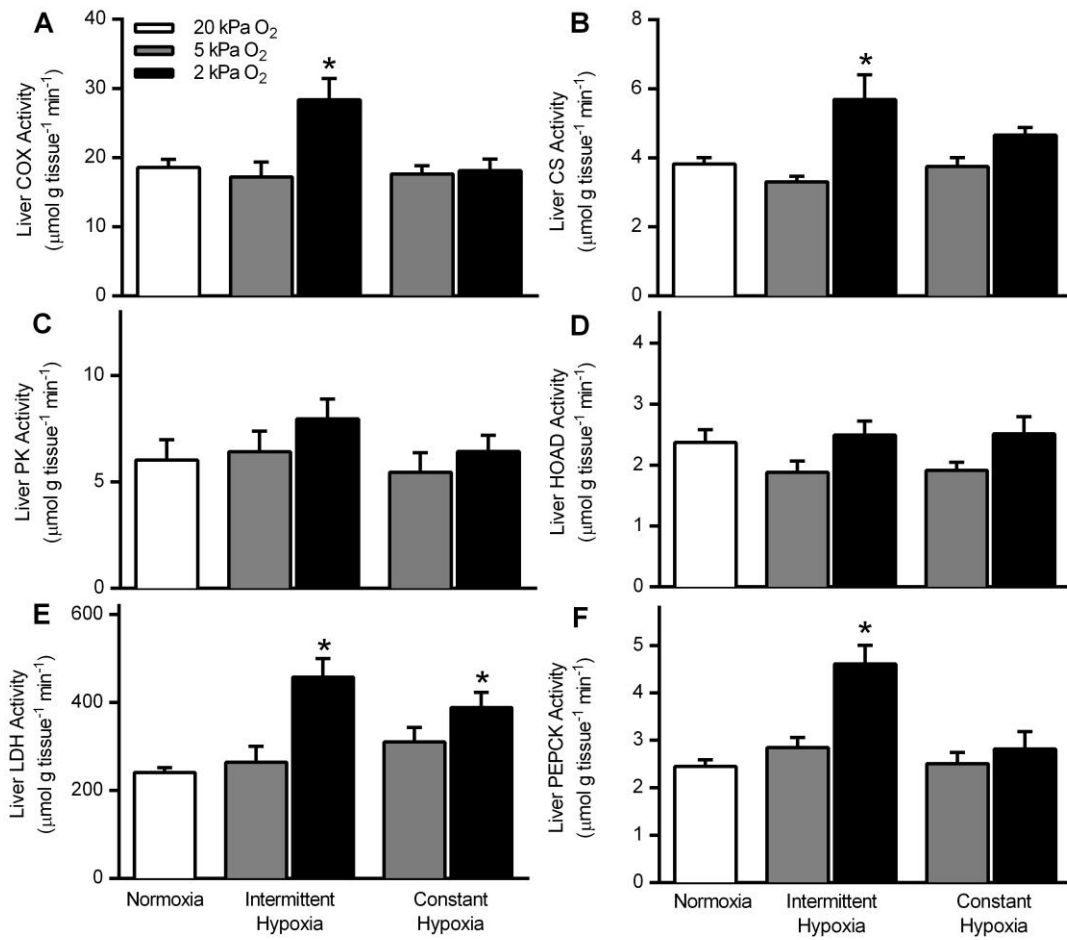 A
20 kPa O₂
5 kPa O₂
2 kPa O₂
*
Liver COX Activity
(μmol g tissue⁻¹ min⁻¹)
40
30
20
10
0
B
*
Liver CS Activity
(μmol g tissue⁻¹ min⁻¹)
8
6
4
2
0
C
Liver PK Activity
(μmol g tissue⁻¹ min⁻¹)
10
5
0
D
Liver HOAD Activity
(μmol g tissue⁻¹ min⁻¹)
4
3
2
1
0
E
*
*
Liver LDH Activity
(μmol g tissue⁻¹ min⁻¹)
600
400
200
0
Normoxia
Intermittent
Hypoxia
Constant
Hypoxia
F
*
Liver PEPCK Activity
(μmol g tissue⁻¹ min⁻¹)
5
4
3
2
1
0
Normoxia
Intermittent
Hypoxia
Constant
Hypoxia